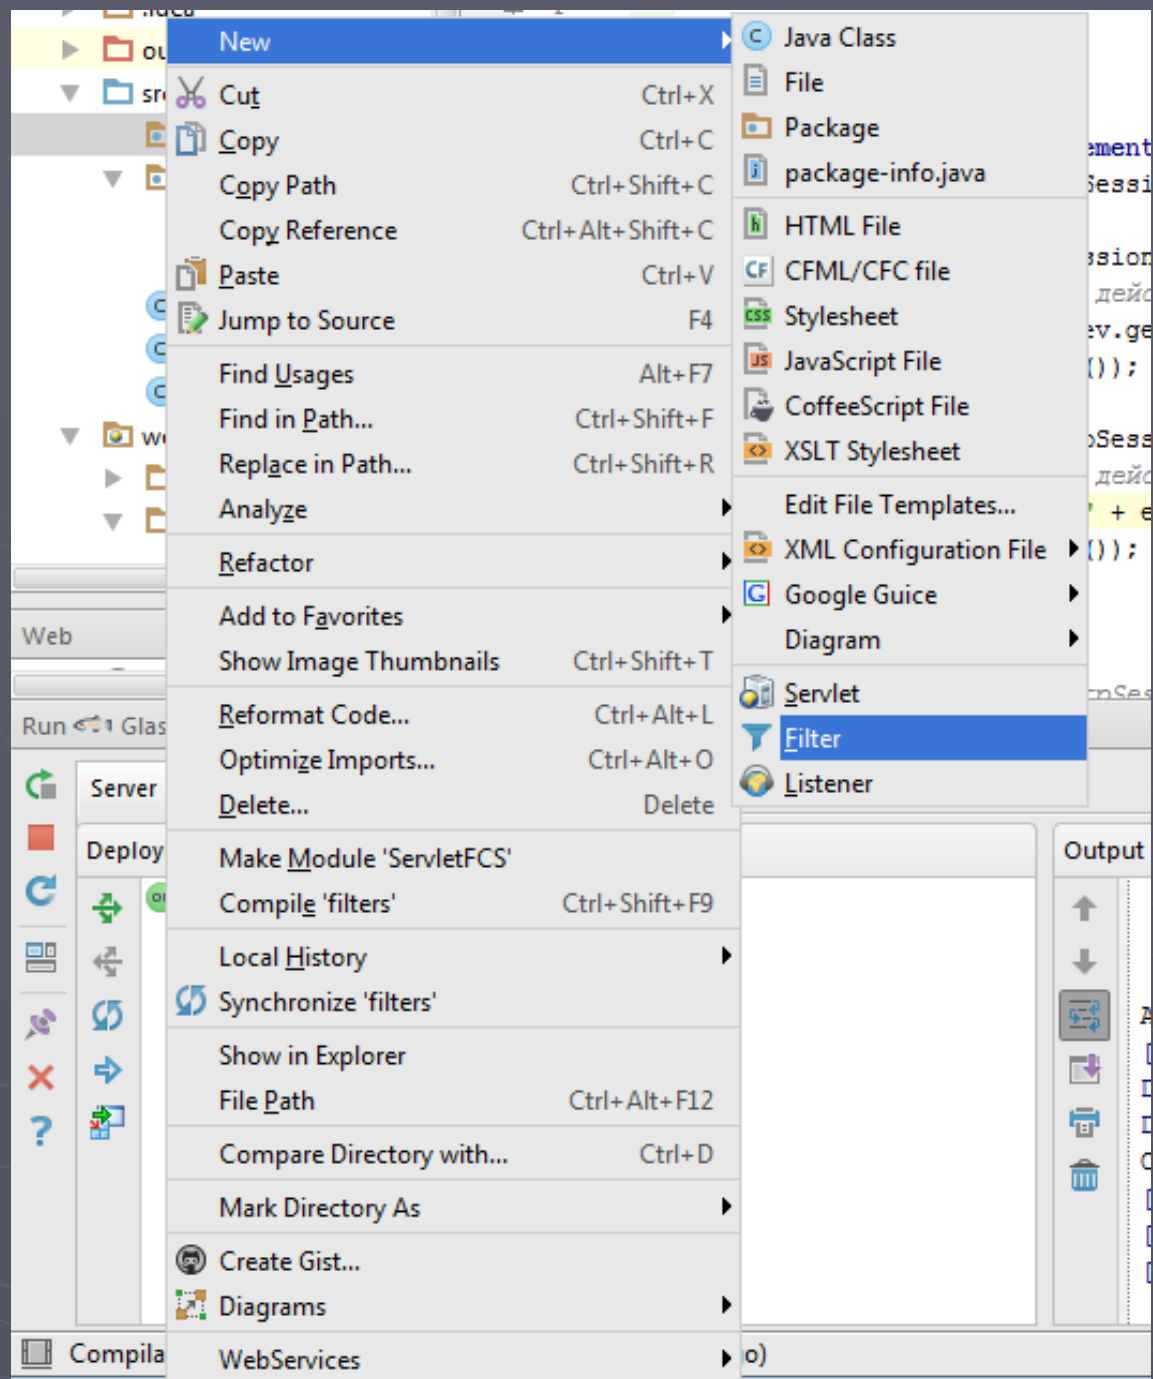 New
Cut Ctrl+X
Copy Ctrl+C
Copy Path Ctrl+Shift+C
Copy Reference Ctrl+Alt+Shift+C
Paste Ctrl+V
Jump to Source F4
Find Usages Alt+F7
Find in Path... Ctrl+Shift+F
Replace in Path... Ctrl+Shift+R
Analyze
Refactor
Add to Favorites
Show Image Thumbnails Ctrl+Shift+T
Reformat Code... Ctrl+Alt+L
Optimize Imports... Ctrl+Alt+O
Delete... Delete
Make Module 'ServletFCS'
Compile 'filters' Ctrl+Shift+F9
Local History
Synchronize 'filters'
Show in Explorer
File Path Ctrl+Alt+F12
Compare Directory with... Ctrl+D
Mark Directory As
Create Gist...
Diagrams
WebServices
Java Class
File
Package
package-info.java
HTML File
CFML/CFC file
Stylesheet
JavaScript File
CoffeeScript File
XSLT Stylesheet
Edit File Templates...
XML Configuration File
Google Guice
Diagram
Servlet
Filter
Listener
Web
Run Glas
Server
Deploy
Output
Compila